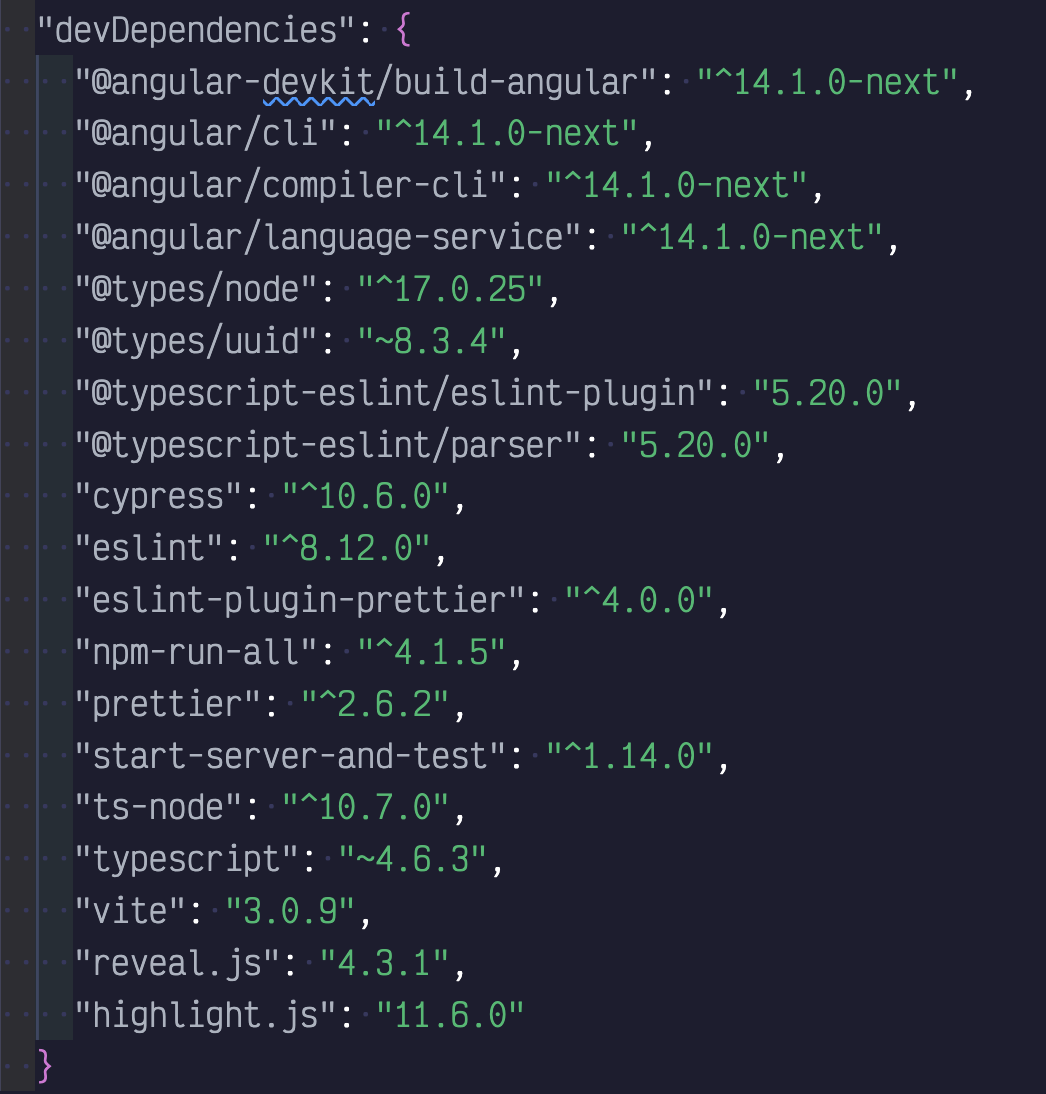 "devDependencies": {
"@angular-devkit/build-angular": "^14.1.0-next",
"@angular/cli": "^14.1.0-next",
"@angular/compiler-cli": "^14.1.0-next",
"@angular/language-service": "^14.1.0-next",
"@types/node": "^17.0.25",
"@types/uuid": "~8.3.4",
"@typescript-eslint/eslint-plugin": "5.20.0",
"@typescript-eslint/parser": "5.20.0",
"cypress": "^10.6.0",
"eslint": "^8.12.0",
"eslint-plugin-prettier": "^4.0.0",
"npm-run-all": "^4.1.5",
"prettier": "^2.6.2",
"start-server-and-test": "^1.14.0",
"ts-node": "^10.7.0",
"typescript": "~4.6.3",
"vite": "3.0.9",
"reveal.js": "4.3.1",
"highlight.js": "11.6.0"
}